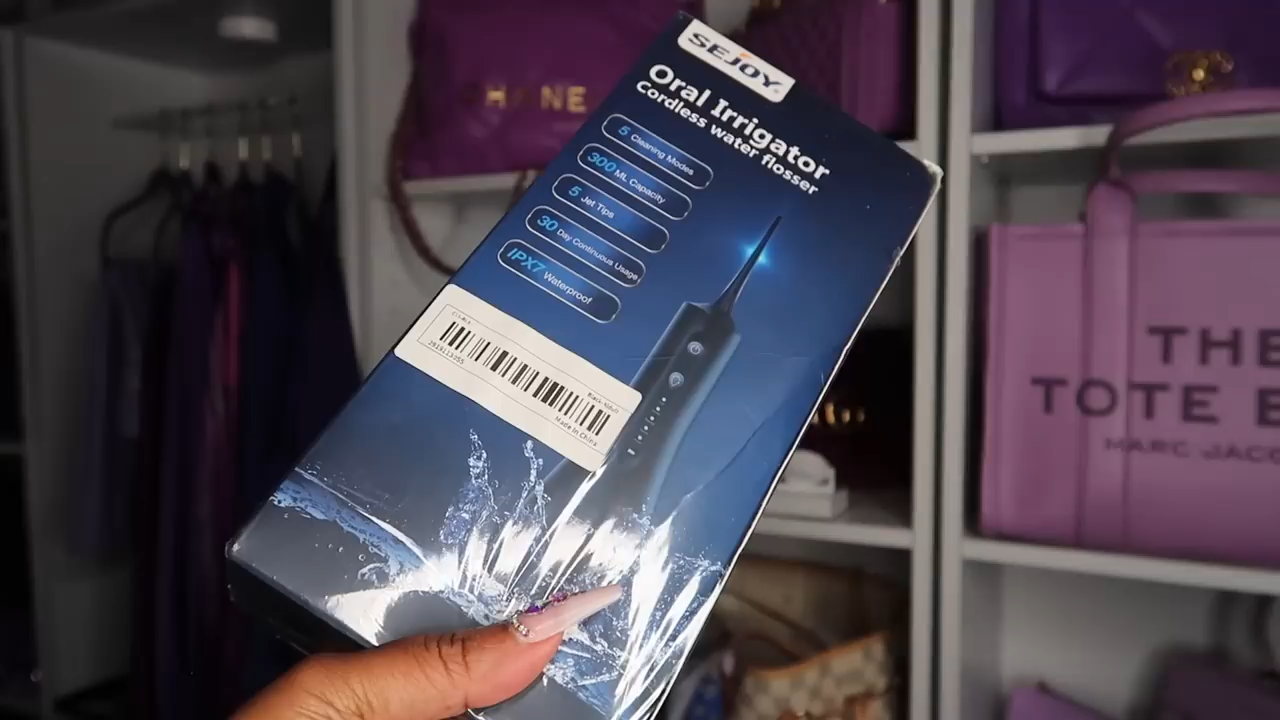 SEJOY
Oral Irrigator
Cordless water flosser
5 Cleaning Modes
300 ML Capacity
5 Jet Tips
30 Day Continuous Usage
IPX7 Waterproof
Made In China
THE
TOTE B
MARC JACO